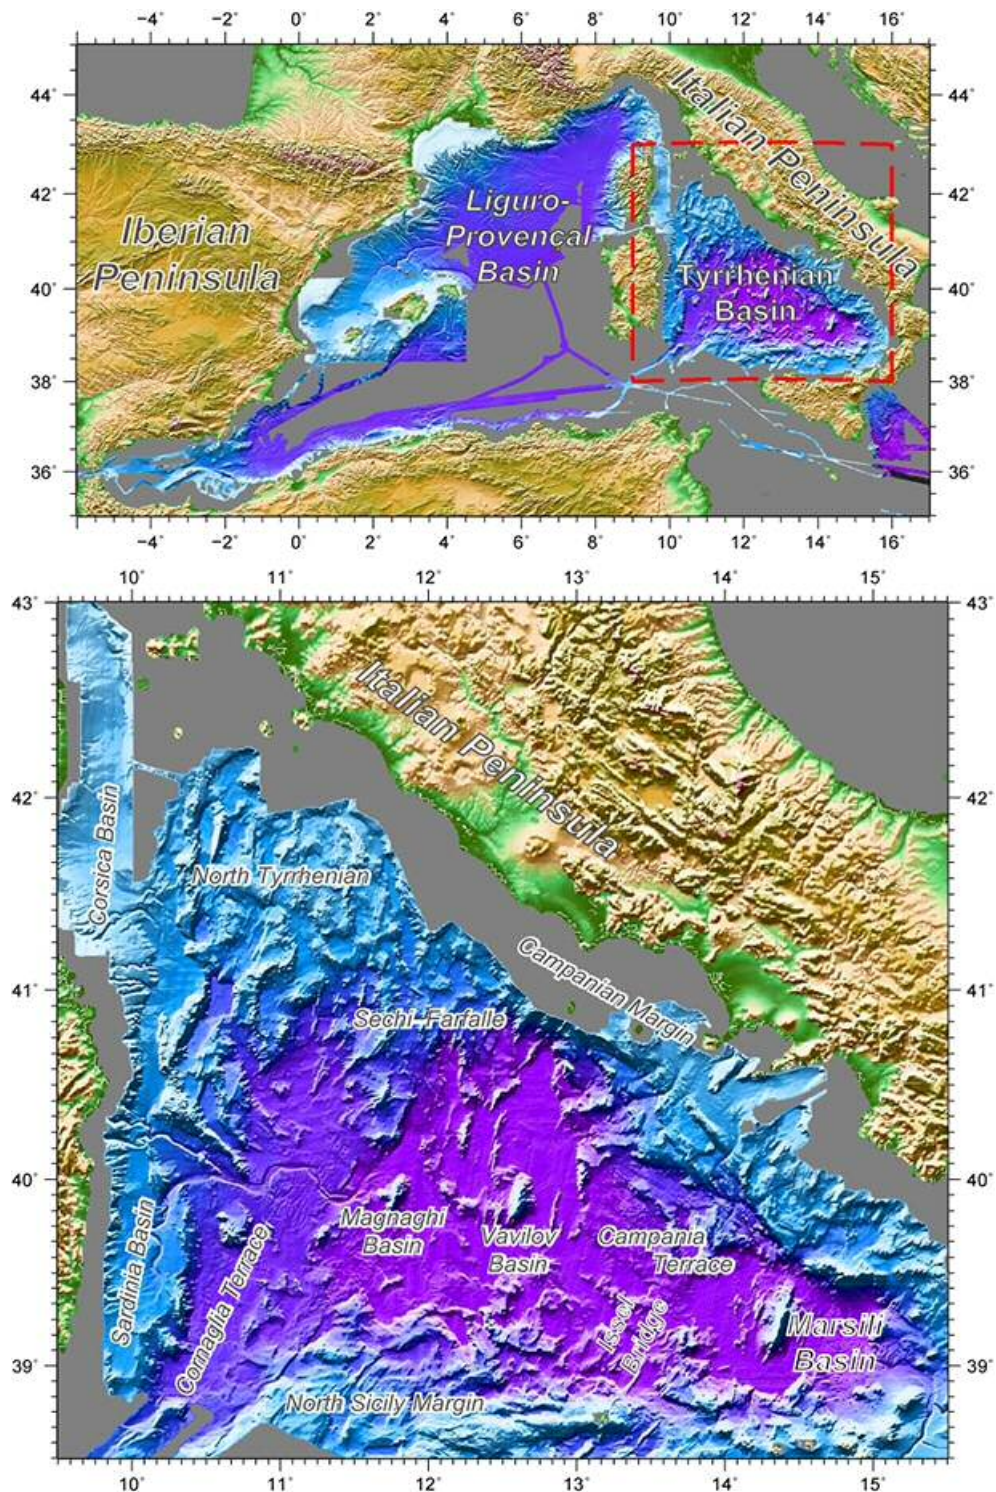 −4° −2° 0° 2° 4° 6° 8° 10° 12° 14° 16°
44° 44°
42° 42°
40° 40°
38° 38°
36° 36°
Italian Peninsula
Iberian
Peninsula
Liguro-
Provencal
Basin
Tyrrhenian
Basin
−4° −2° 0° 2° 4° 6° 8° 10° 12° 14° 16°
10° 11° 12° 13° 14° 15°
43° 43°
42° 42°
41° 41°
40° 40°
39° 39°
Italian Peninsula
Corsica Basin
North Tyrrhenian
Campanian Margin
Sechi Farfalle
Magnaghi
Basin
Vavilov
Basin
Campania
Terrace
Sardinia Basin
Cornaglia Terrace
Issel
Bridge
Marsili
Basin
North Sicily Margin
10° 11° 12° 13° 14° 15°